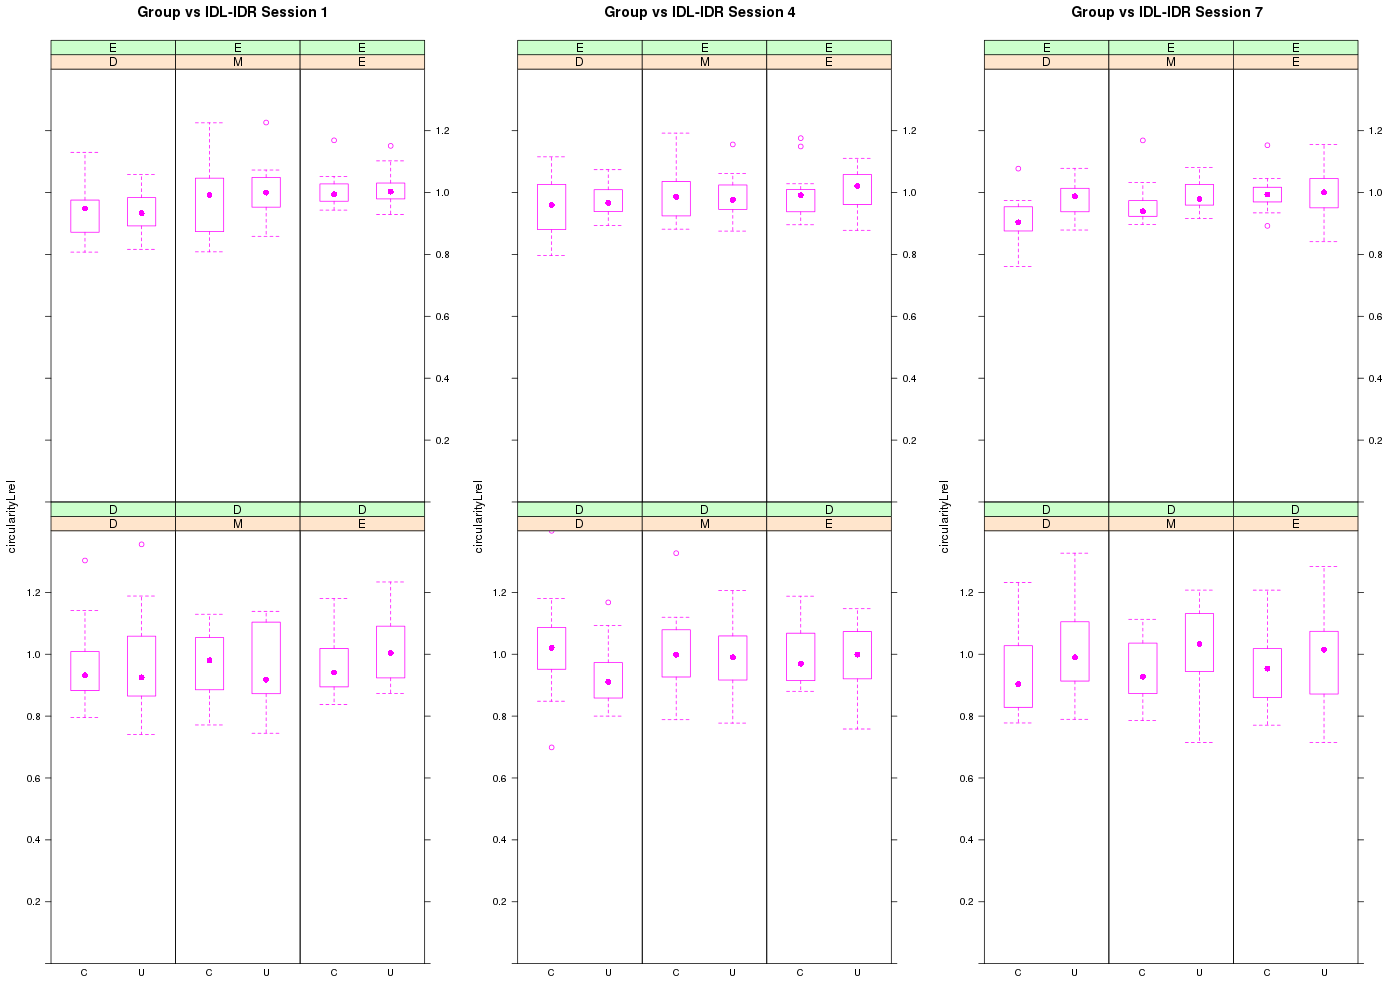 Group vs IDL-IDR Session 1 Group vs IDL-IDR Session 4 Group vs IDL-IDR Session 7
E E E E E E E E E
D M E D M E D M E
1.2 1.2 1.2
1.0 1.0 1.0
0.8 0.8 0.8
0.6 0.6 0.6
0.4 0.4 0.4
0.2 0.2 0.2
circularityLrel circularityLrel circularityLrel
D D D D D D D D D
D M E D M E D M E
1.2 1.2 1.2
1.0 1.0 1.0
0.8 0.8 0.8
0.6 0.6 0.6
0.4 0.4 0.4
0.2 0.2 0.2
C U C U C U C U C U C U